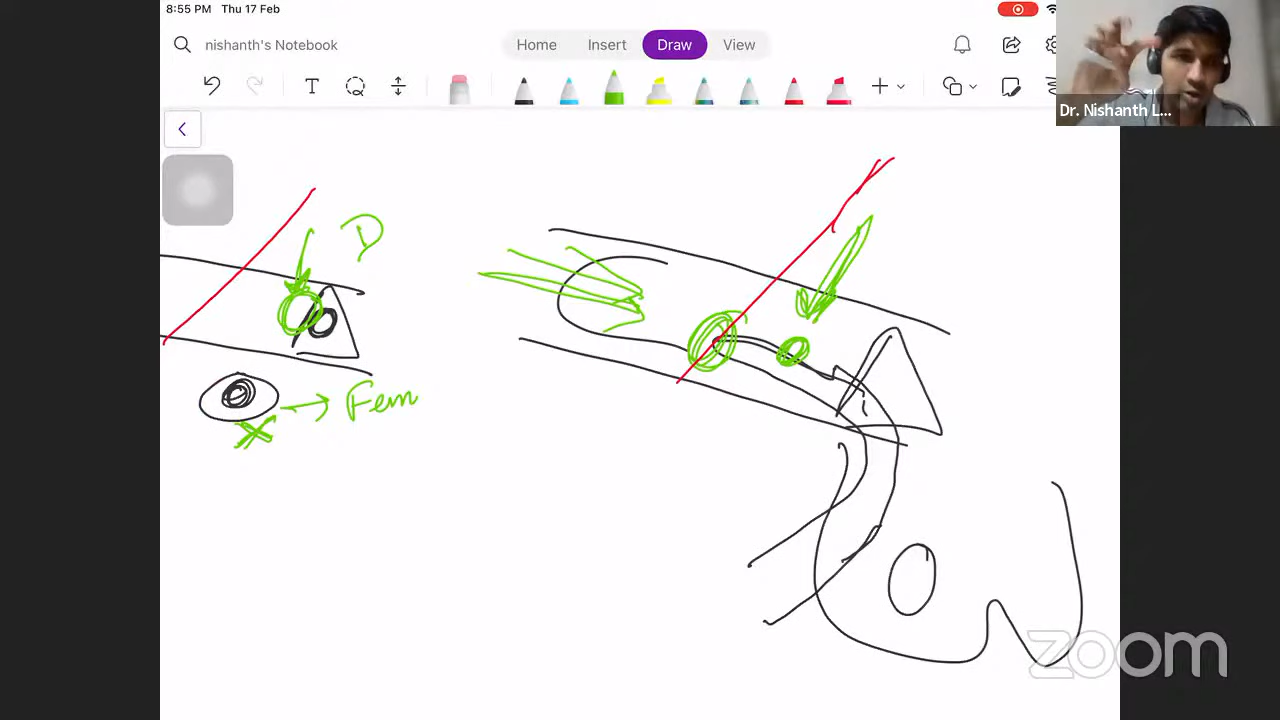 8:55 PM Thu 17 Feb
nishanth's Notebook
Home Insert Draw View
T
Dr. Nishanth L...
D
Fem
zoom